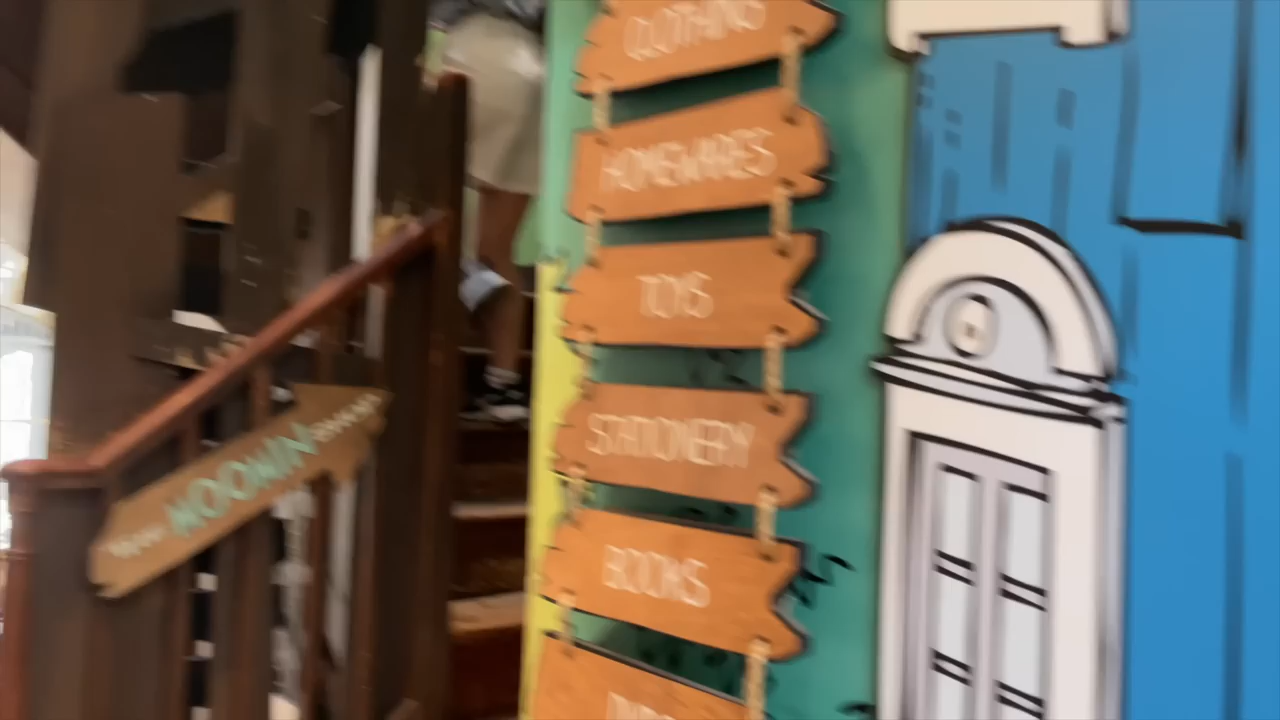 CLOTHING
HOMEWARES
TOYS
STATIONERY
BOOKS
MOOMIN